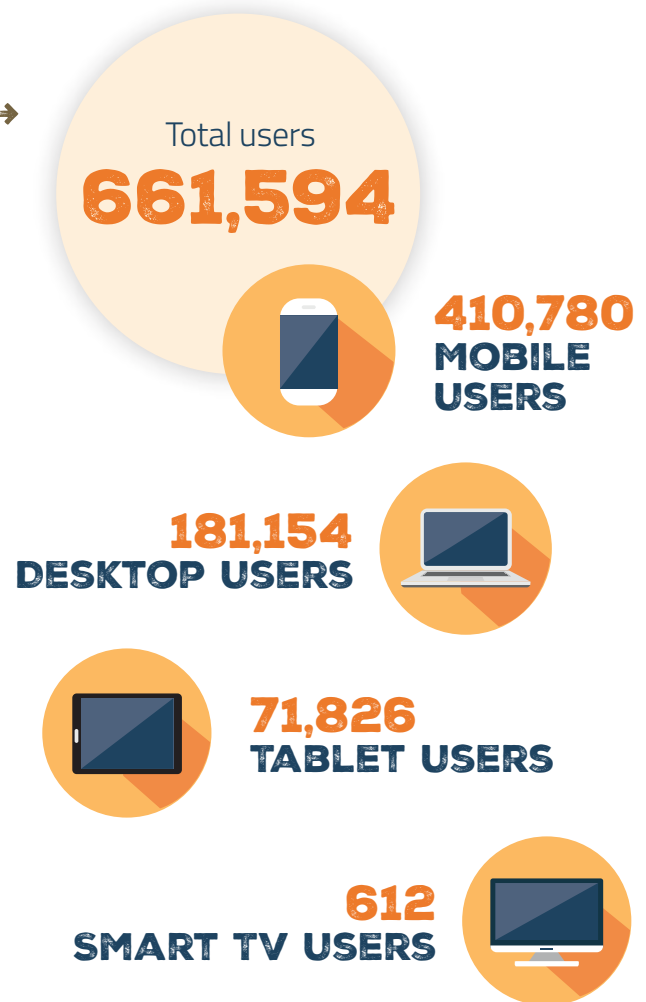 Total users
661,594
410,780
MOBILE
USERS
181,154
DESKTOP USERS
71,826
TABLET USERS
612
SMART TV USERS